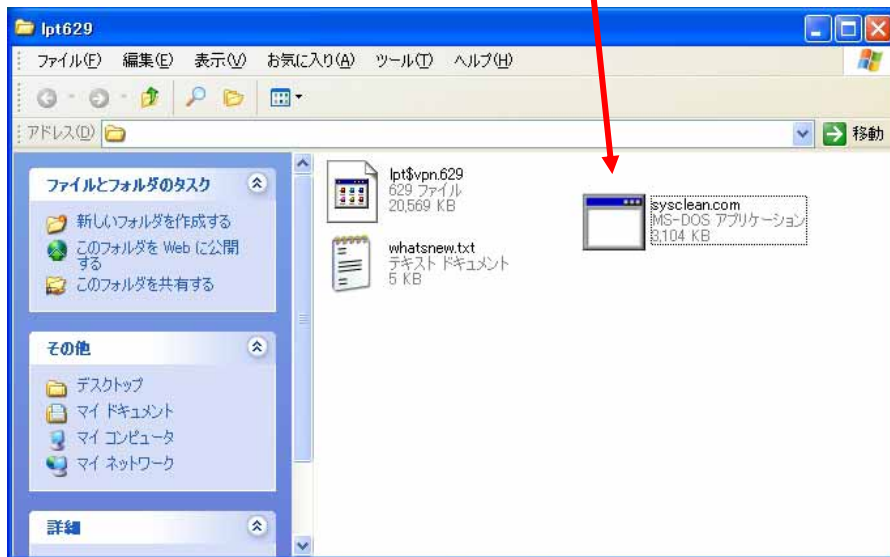 lpt629
ファイル(F) 編集(E) 表示(V) お気に入り(A) ツール(T) ヘルプ(H)
アドレス(D) 移動
ファイルとフォルダのタスク
新しいフォルダを作成する
このフォルダを Web に公開
する
このフォルダを共有する
その他
デスクトップ
マイ ドキュメント
マイ コンピュータ
マイ ネットワーク
詳細
lpt$vpn.629
629 ファイル
20,569 KB
whatsnew.txt
テキスト ドキュメント
5 KB
sysclean.com
MS-DOS アプリケーション
3,104 KB